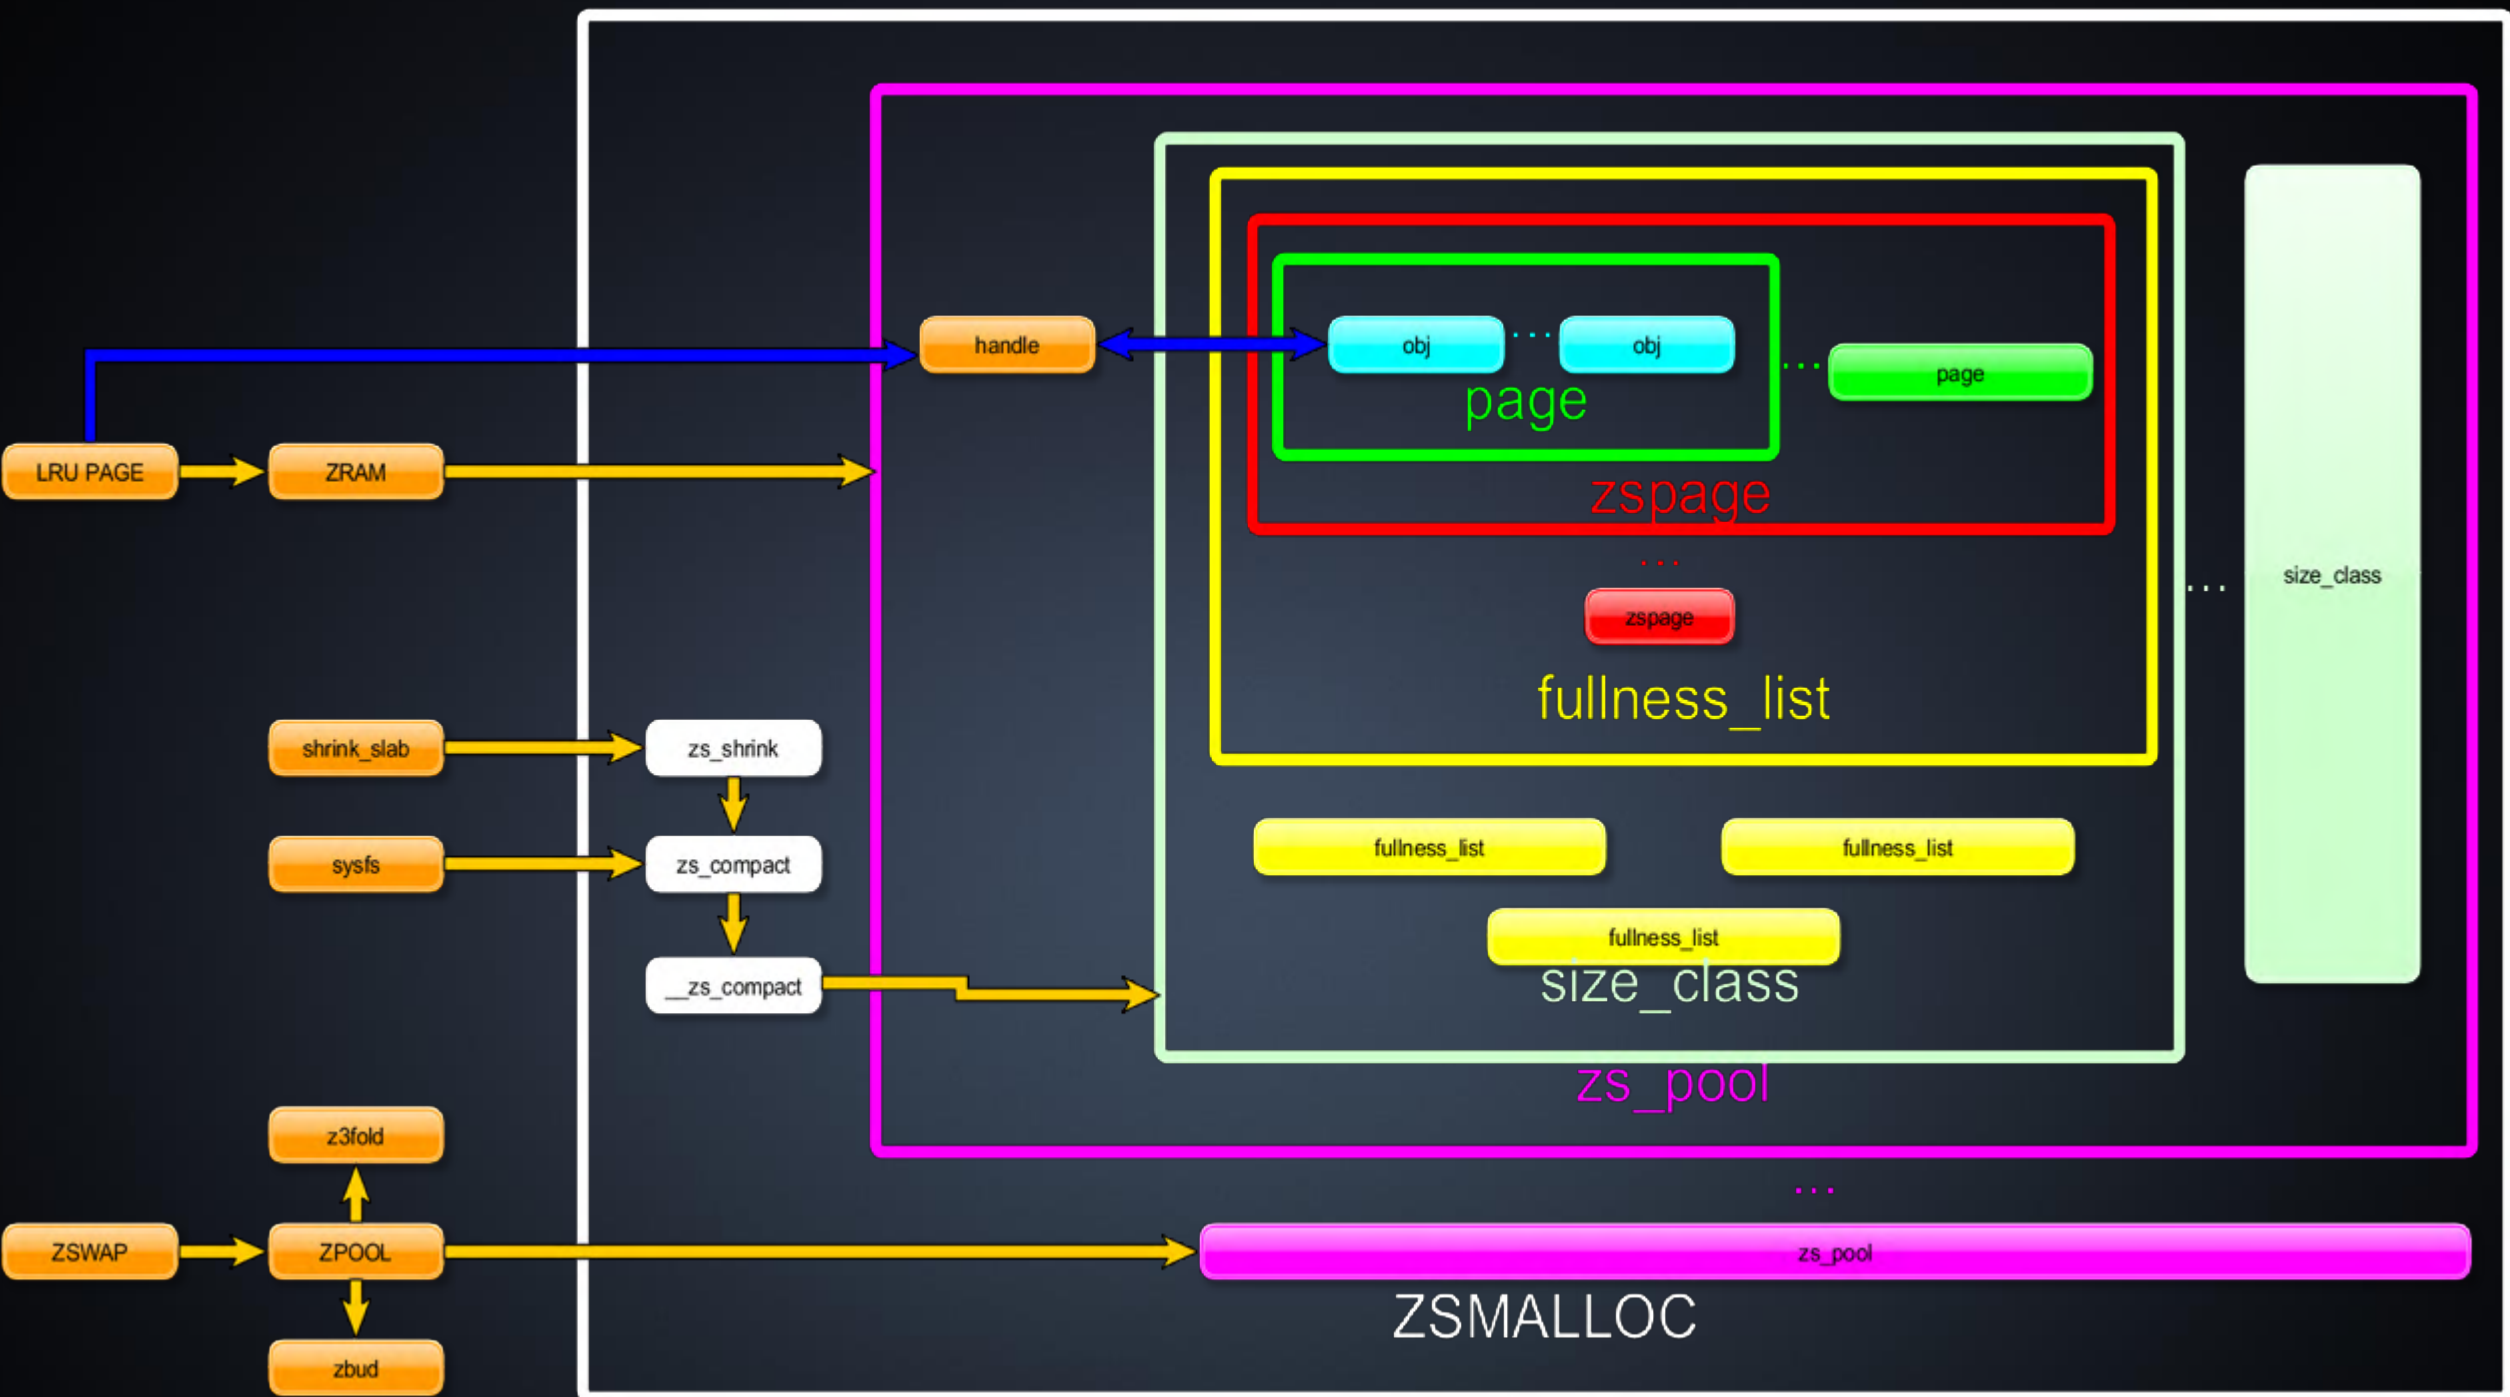 handle
obj
...
obj
page
...
page
LRU PAGE
ZRAM
zspage
...
zspage
fullness_list
...
size_class
shrink_slab
zs_shrink
sysfs
zs_compact
fullness_list
fullness_list
fullness_list
__zs_compact
size_class
zs_pool
...
z3fold
ZSWAP
ZPOOL
zs_pool
ZSMALLOC
zbud